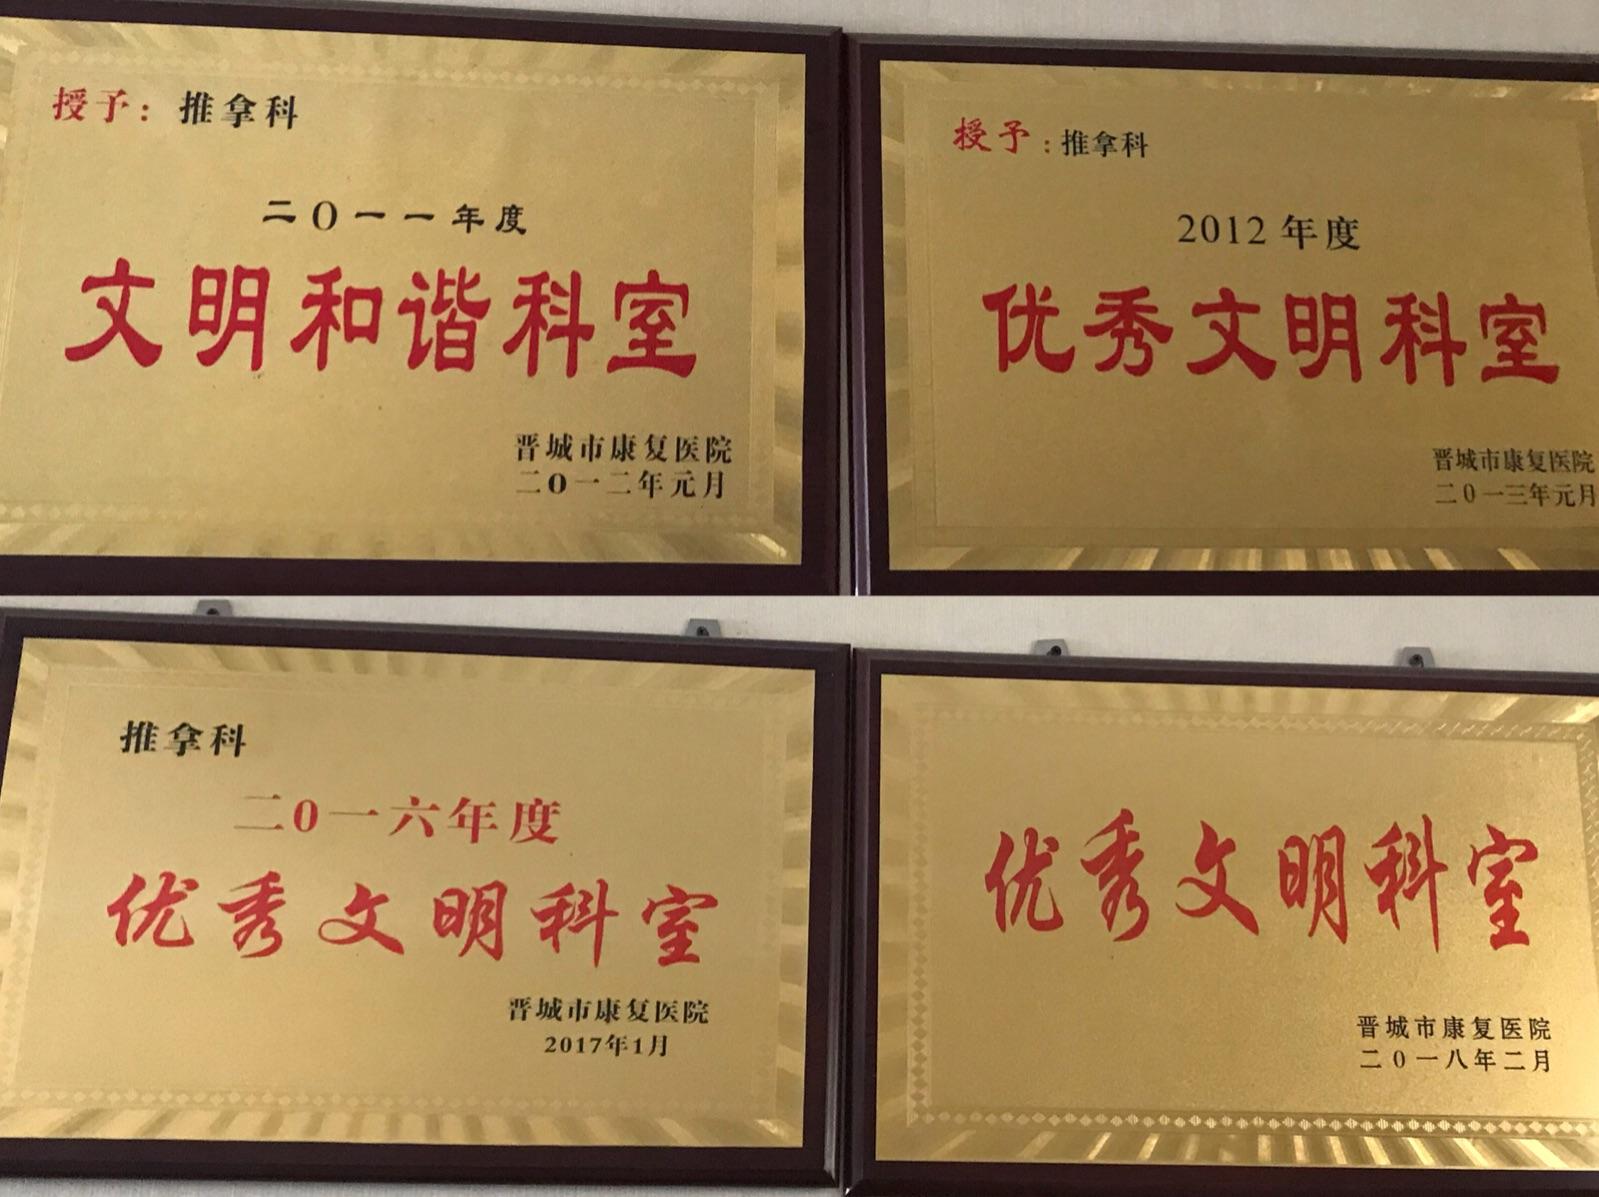 授予：推拿科
二0一一年度
文明和谐科室
晋城市康复医院
二0一二年元月
授予：推拿科
2012年度
优秀文明科室
晋城市康复医院
二0一三年元月
推拿科
二0一六年度
优秀文明科室
晋城市康复医院
2017年1月
优秀文明科室
晋城市康复医院
二0一八年二月